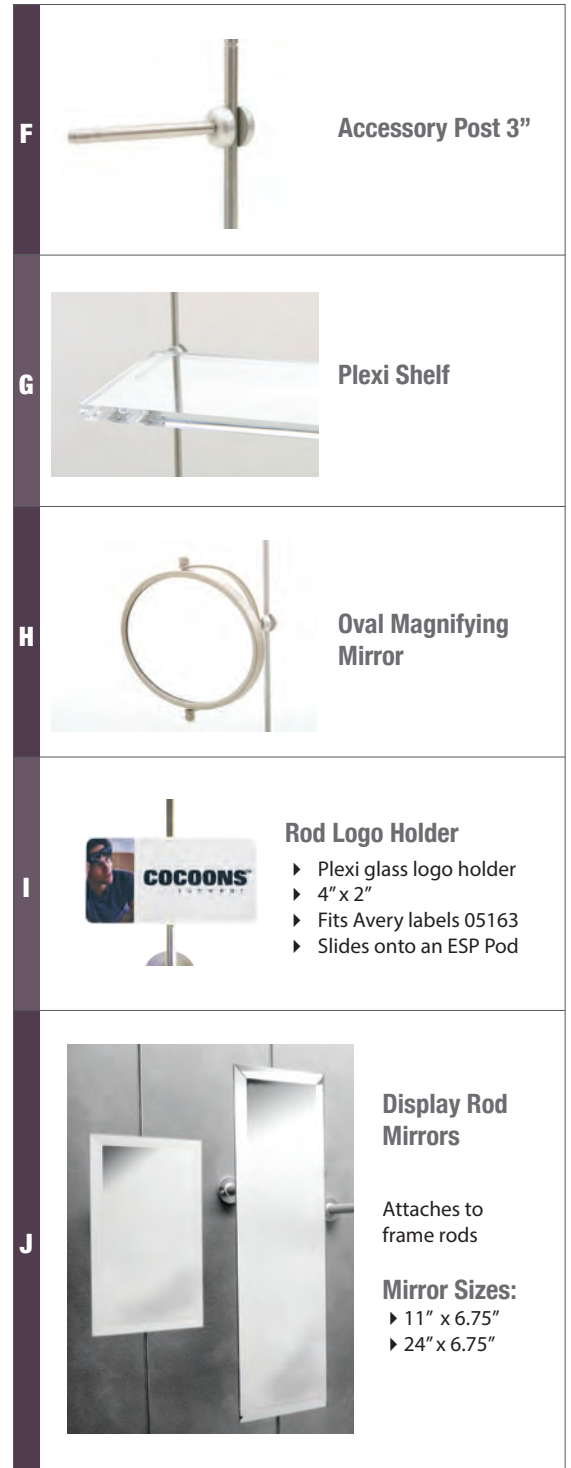 F
Accessory Post 3”
G
Plexi Shelf
H
Oval Magnifying
Mirror
I
COCOONS™
EYEWEAR
Rod Logo Holder
Plexi glass logo holder
4” x 2”
Fits Avery labels 05163
Slides onto an ESP Pod
J
Display Rod
Mirrors
Attaches to
frame rods
Mirror Sizes:
11” x 6.75”
24” x 6.75”